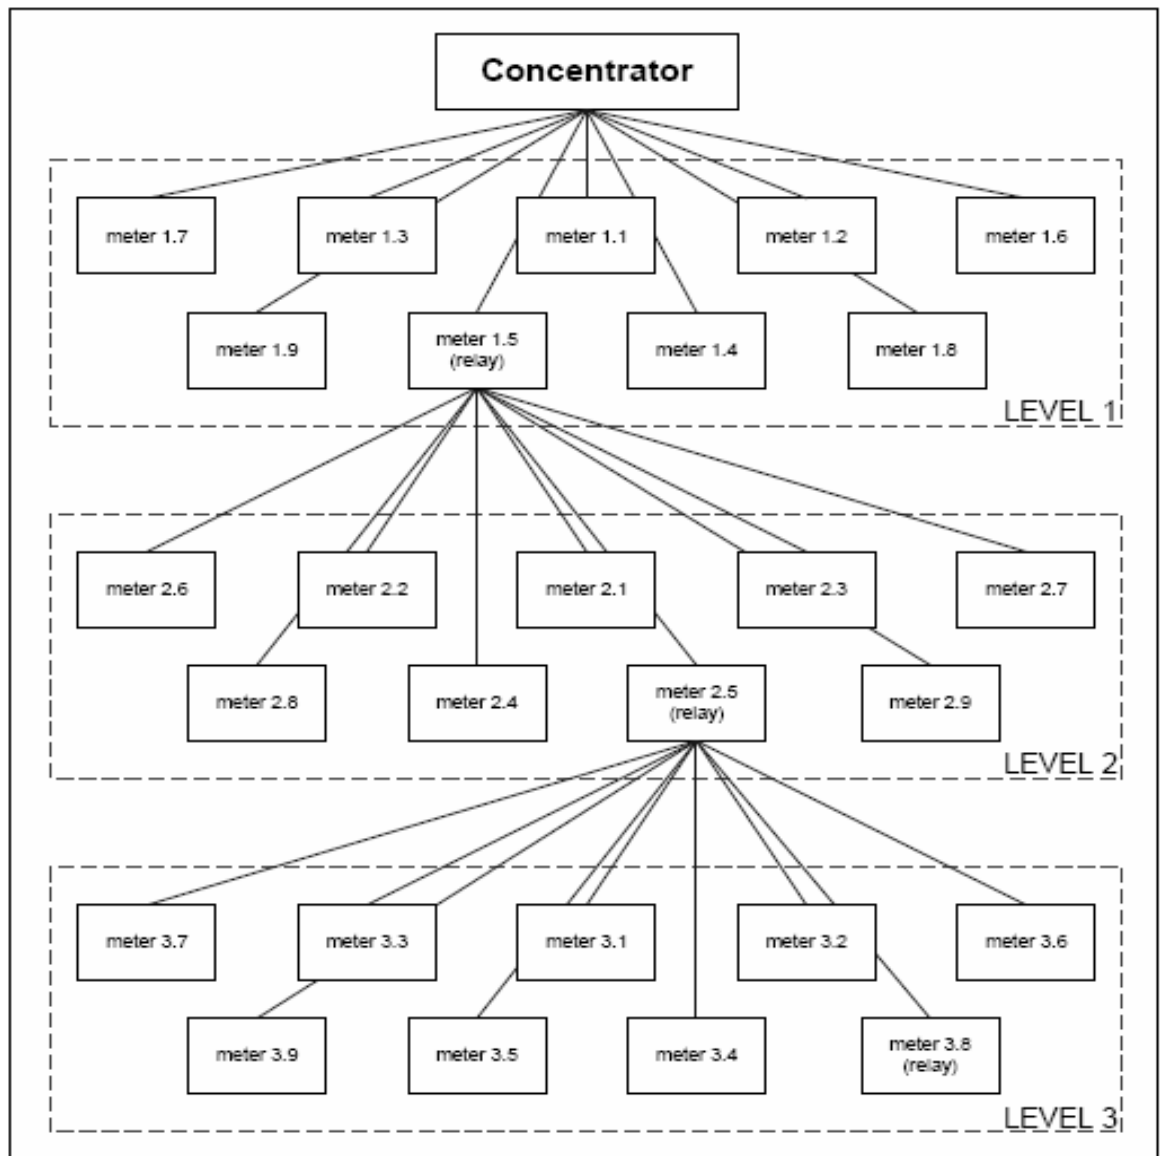 Concentrator
meter 1.7
meter 1.3
meter 1.1
meter 1.2
meter 1.6
meter 1.9
meter 1.5
(relay)
meter 1.4
meter 1.8
LEVEL 1
meter 2.6
meter 2.2
meter 2.1
meter 2.3
meter 2.7
meter 2.8
meter 2.4
meter 2.5
(relay)
meter 2.9
LEVEL 2
meter 3.7
meter 3.3
meter 3.1
meter 3.2
meter 3.6
meter 3.9
meter 3.5
meter 3.4
meter 3.8
(relay)
LEVEL 3